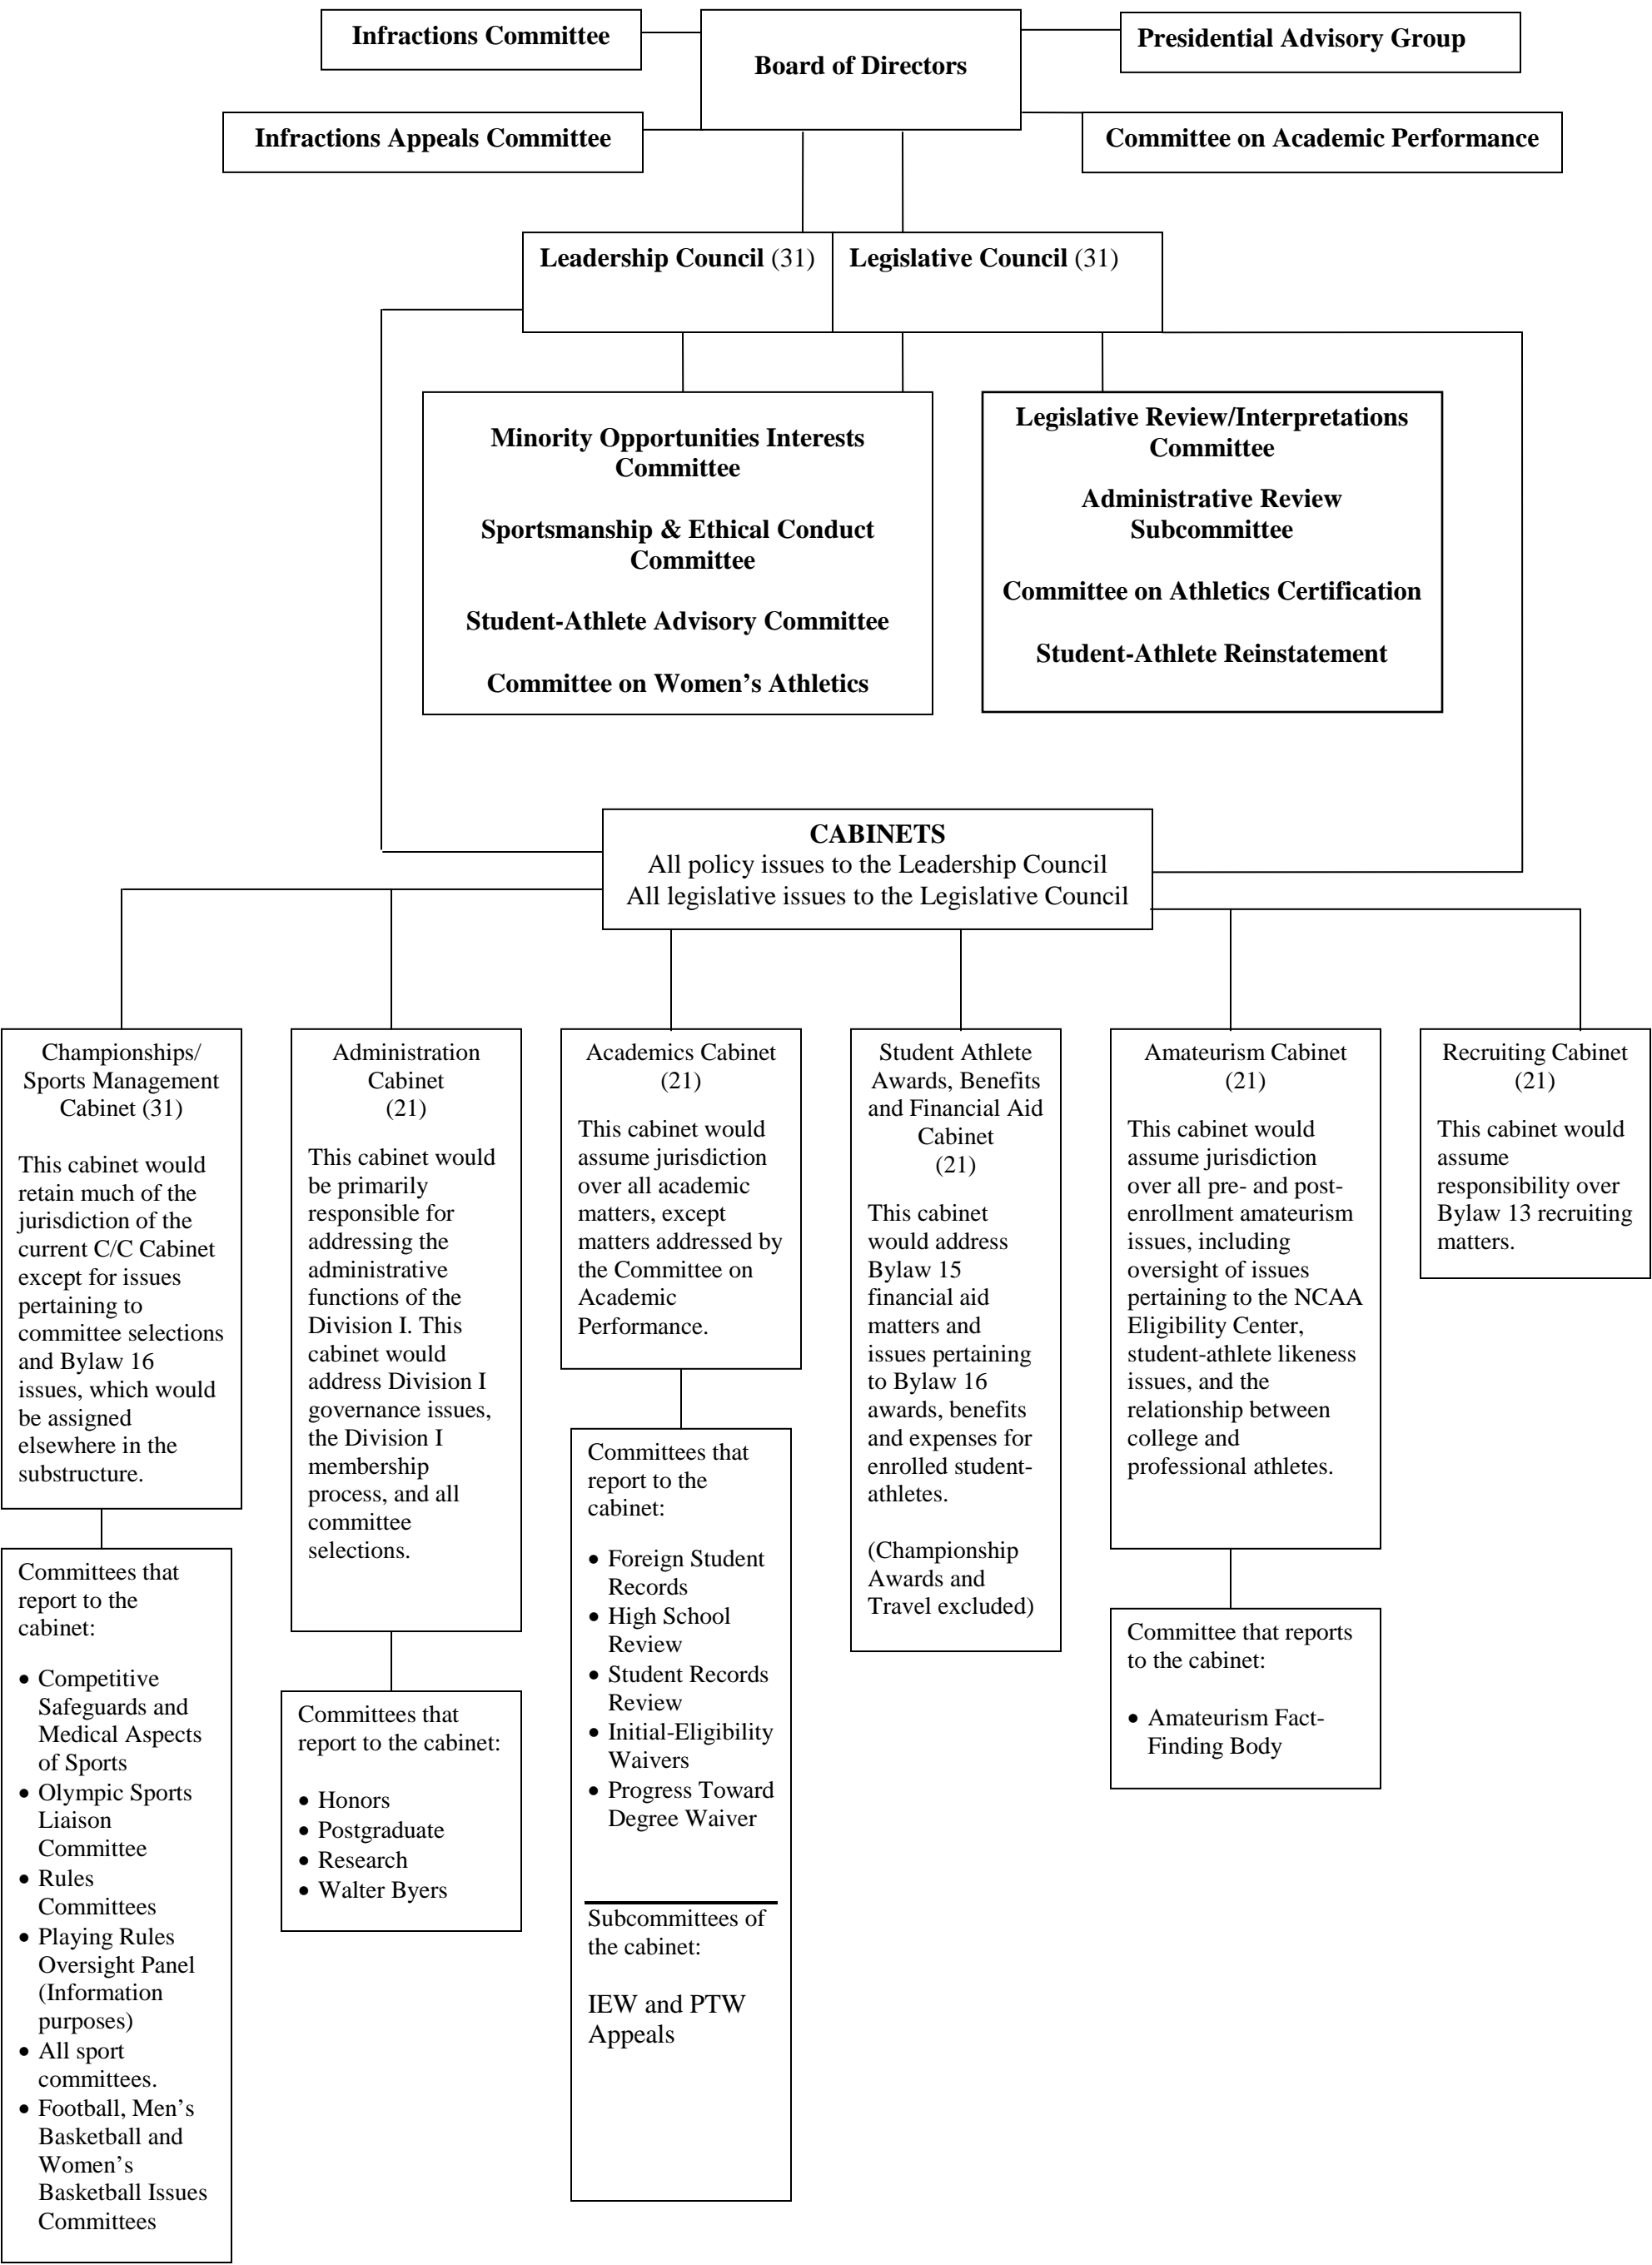 Infractions Committee
Board of Directors
Presidential Advisory Group
Infractions Appeals Committee
Committee on Academic Performance
Leadership Council (31)
Legislative Council (31)
Minority Opportunities Interests
Committee
Sportsmanship & Ethical Conduct
Committee
Student-Athlete Advisory Committee
Committee on Women’s Athletics
Legislative Review/Interpretations
Committee
Administrative Review
Subcommittee
Committee on Athletics Certification
Student-Athlete Reinstatement
CABINETS
All policy issues to the Leadership Council
All legislative issues to the Legislative Council
Championships/
Sports Management
Cabinet (31)
This cabinet would
retain much of the
jurisdiction of the
current C/C Cabinet
except for issues
pertaining to
committee selections
and Bylaw 16
issues, which would
be assigned
elsewhere in the
substructure.
Committees that
report to the
cabinet:
• Competitive
Safeguards and
Medical Aspects
of Sports
• Olympic Sports
Liaison
Committee
• Rules
Committees
• Playing Rules
Oversight Panel
(Information
purposes)
• All sport
committees.
• Football, Men’s
Basketball and
Women’s
Basketball Issues
Committees
Administration
Cabinet
(21)
This cabinet would
be primarily
responsible for
addressing the
administrative
functions of the
Division I. This
cabinet would
address Division I
governance issues,
the Division I
membership
process, and all
committee
selections.
Committees that
report to the cabinet:
• Honors
• Postgraduate
• Research
• Walter Byers
Academics Cabinet
(21)
This cabinet would
assume jurisdiction
over all academic
matters, except
matters addressed by
the Committee on
Academic
Performance.
Committees that
report to the
cabinet:
• Foreign Student
Records
• High School
Review
• Student Records
Review
• Initial-Eligibility
Waivers
• Progress Toward
Degree Waiver
Subcommittees of
the cabinet:
IEW and PTW
Appeals
Student Athlete
Awards, Benefits
and Financial Aid
Cabinet
(21)
This cabinet
would address
Bylaw 15
financial aid
matters and
issues pertaining
to Bylaw 16
awards, benefits
and expenses for
enrolled student-
athletes.
(Championship
Awards and
Travel excluded)
Amateurism Cabinet
(21)
This cabinet would
assume jurisdiction
over all pre- and post-
enrollment amateurism
issues, including
oversight of issues
pertaining to the NCAA
Eligibility Center,
student-athlete likeness
issues, and the
relationship between
college and
professional athletes.
Committee that reports
to the cabinet:
• Amateurism Fact-
Finding Body
Recruiting Cabinet
(21)
This cabinet would
assume
responsibility over
Bylaw 13 recruiting
matters.